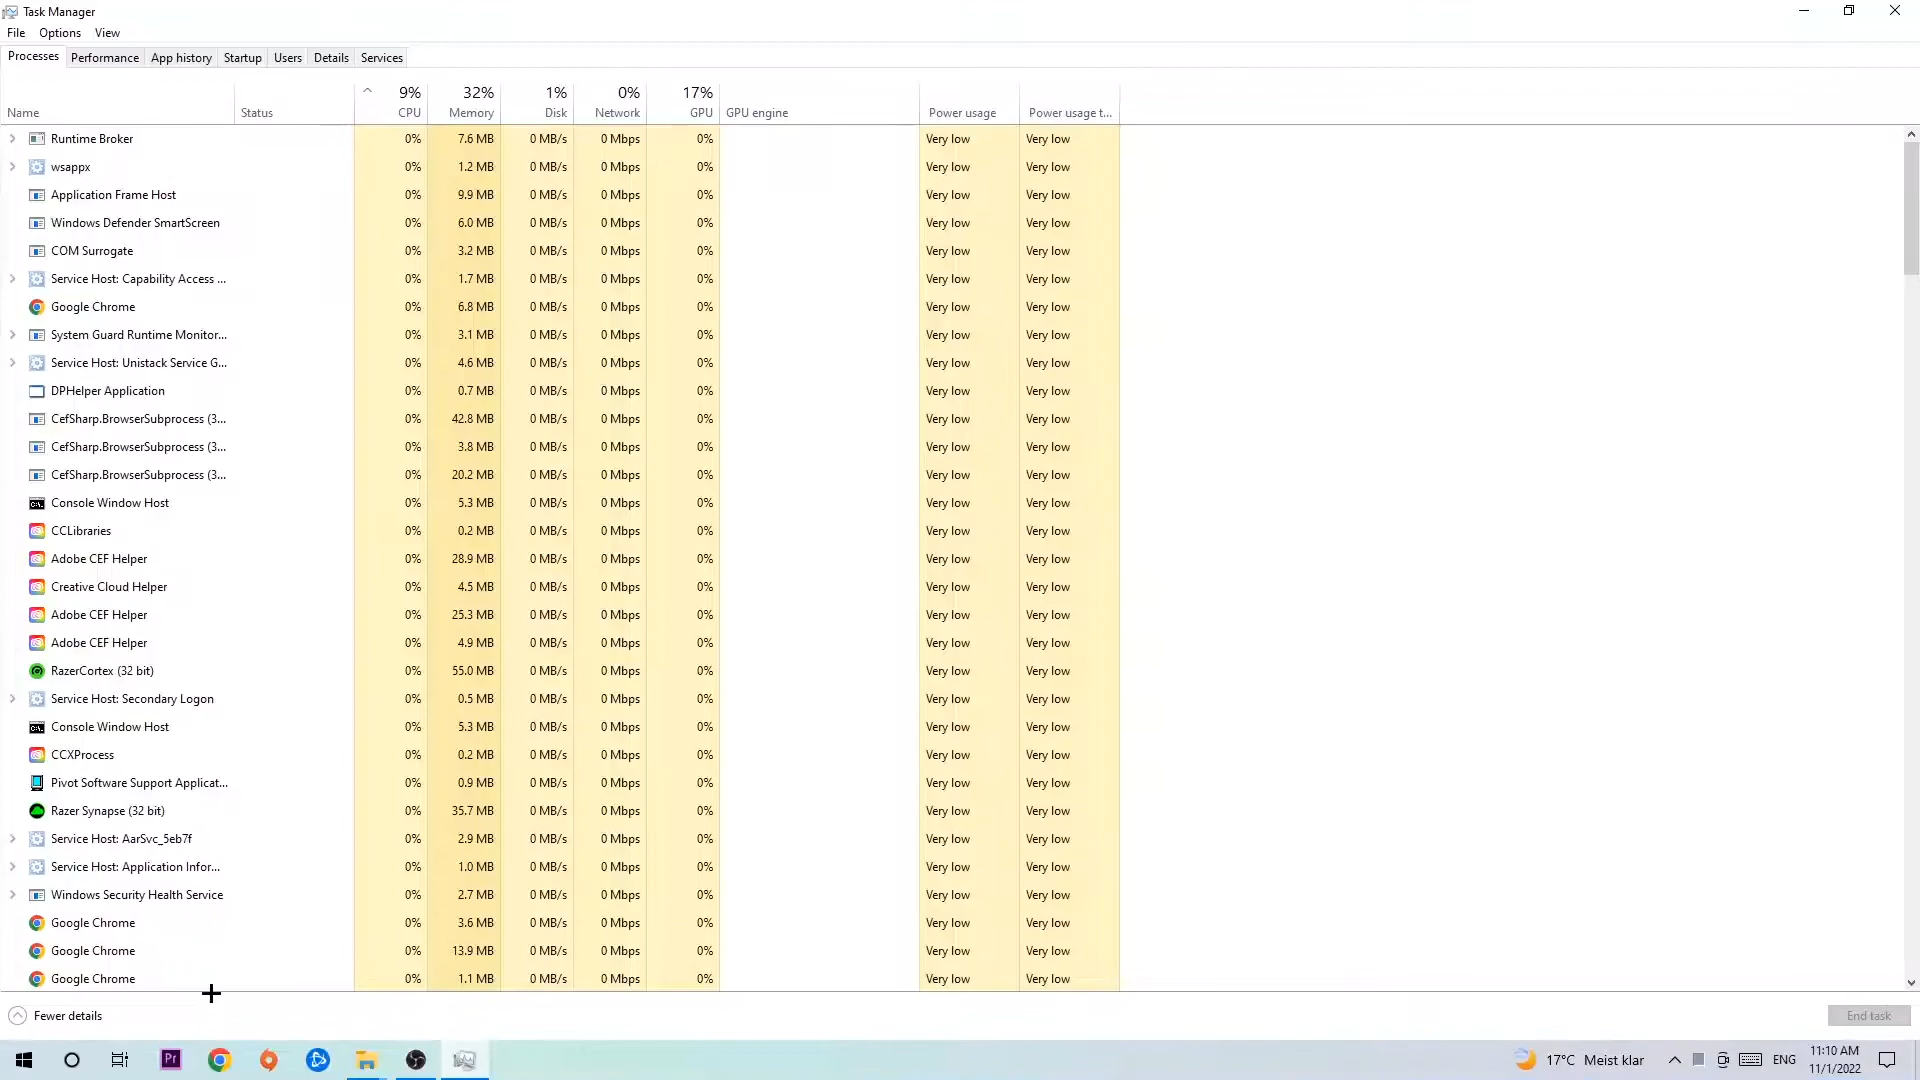 Task Manager
File Options View
Processes Performance App history Startup Users Details Services
9% 32% 1% 0% 17%
Name Status CPU Memory Disk Network GPU GPU engine Power usage Power usage t...
Runtime Broker 0% 7.6 MB 0 MB/s 0 Mbps 0% Very low Very low
wsappx 0% 1.2 MB 0 MB/s 0 Mbps 0% Very low Very low
Application Frame Host 0% 9.9 MB 0 MB/s 0 Mbps 0% Very low Very low
Windows Defender SmartScreen 0% 6.0 MB 0 MB/s 0 Mbps 0% Very low Very low
COM Surrogate 0% 3.2 MB 0 MB/s 0 Mbps 0% Very low Very low
Service Host: Capability Access ... 0% 1.7 MB 0 MB/s 0 Mbps 0% Very low Very low
Google Chrome 0% 6.8 MB 0 MB/s 0 Mbps 0% Very low Very low
System Guard Runtime Monitor... 0% 3.1 MB 0 MB/s 0 Mbps 0% Very low Very low
Service Host: Unistack Service G... 0% 4.6 MB 0 MB/s 0 Mbps 0% Very low Very low
DPHelper Application 0% 0.7 MB 0 MB/s 0 Mbps 0% Very low Very low
CefSharp.BrowserSubprocess (3... 0% 42.8 MB 0 MB/s 0 Mbps 0% Very low Very low
CefSharp.BrowserSubprocess (3... 0% 3.8 MB 0 MB/s 0 Mbps 0% Very low Very low
CefSharp.BrowserSubprocess (3... 0% 20.2 MB 0 MB/s 0 Mbps 0% Very low Very low
Console Window Host 0% 5.3 MB 0 MB/s 0 Mbps 0% Very low Very low
CCLibraries 0% 0.2 MB 0 MB/s 0 Mbps 0% Very low Very low
Adobe CEF Helper 0% 28.9 MB 0 MB/s 0 Mbps 0% Very low Very low
Creative Cloud Helper 0% 4.5 MB 0 MB/s 0 Mbps 0% Very low Very low
Adobe CEF Helper 0% 25.3 MB 0 MB/s 0 Mbps 0% Very low Very low
Adobe CEF Helper 0% 4.9 MB 0 MB/s 0 Mbps 0% Very low Very low
RazerCortex (32 bit) 0% 55.0 MB 0 MB/s 0 Mbps 0% Very low Very low
Service Host: Secondary Logon 0% 0.5 MB 0 MB/s 0 Mbps 0% Very low Very low
Console Window Host 0% 5.3 MB 0 MB/s 0 Mbps 0% Very low Very low
CCXProcess 0% 0.2 MB 0 MB/s 0 Mbps 0% Very low Very low
Pivot Software Support Applicat... 0% 0.9 MB 0 MB/s 0 Mbps 0% Very low Very low
Razer Synapse (32 bit) 0% 35.7 MB 0 MB/s 0 Mbps 0% Very low Very low
Service Host: AarSvc_5eb7f 0% 2.9 MB 0 MB/s 0 Mbps 0% Very low Very low
Service Host: Application Infor... 0% 1.0 MB 0 MB/s 0 Mbps 0% Very low Very low
Windows Security Health Service 0% 2.7 MB 0 MB/s 0 Mbps 0% Very low Very low
Google Chrome 0% 3.6 MB 0 MB/s 0 Mbps 0% Very low Very low
Google Chrome 0% 13.9 MB 0 MB/s 0 Mbps 0% Very low Very low
Google Chrome 0% 1.1 MB 0 MB/s 0 Mbps 0% Very low Very low
Fewer details End task
Pr 17°C Meist klar ENG 11:10 AM
11/1/2022